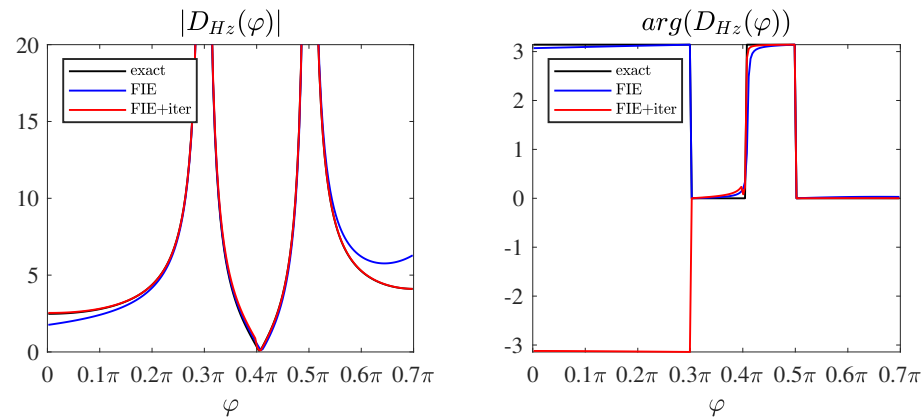 |D_{Hz}(φ)|
20
15
10
5
0
exact
FIE
FIE+iter
0 0.1π 0.2π 0.3π 0.4π 0.5π 0.6π 0.7π
φ
arg(D_{Hz}(φ))
3
2
1
0
-1
-2
-3
exact
FIE
FIE+iter
0 0.1π 0.2π 0.3π 0.4π 0.5π 0.6π 0.7π
φ